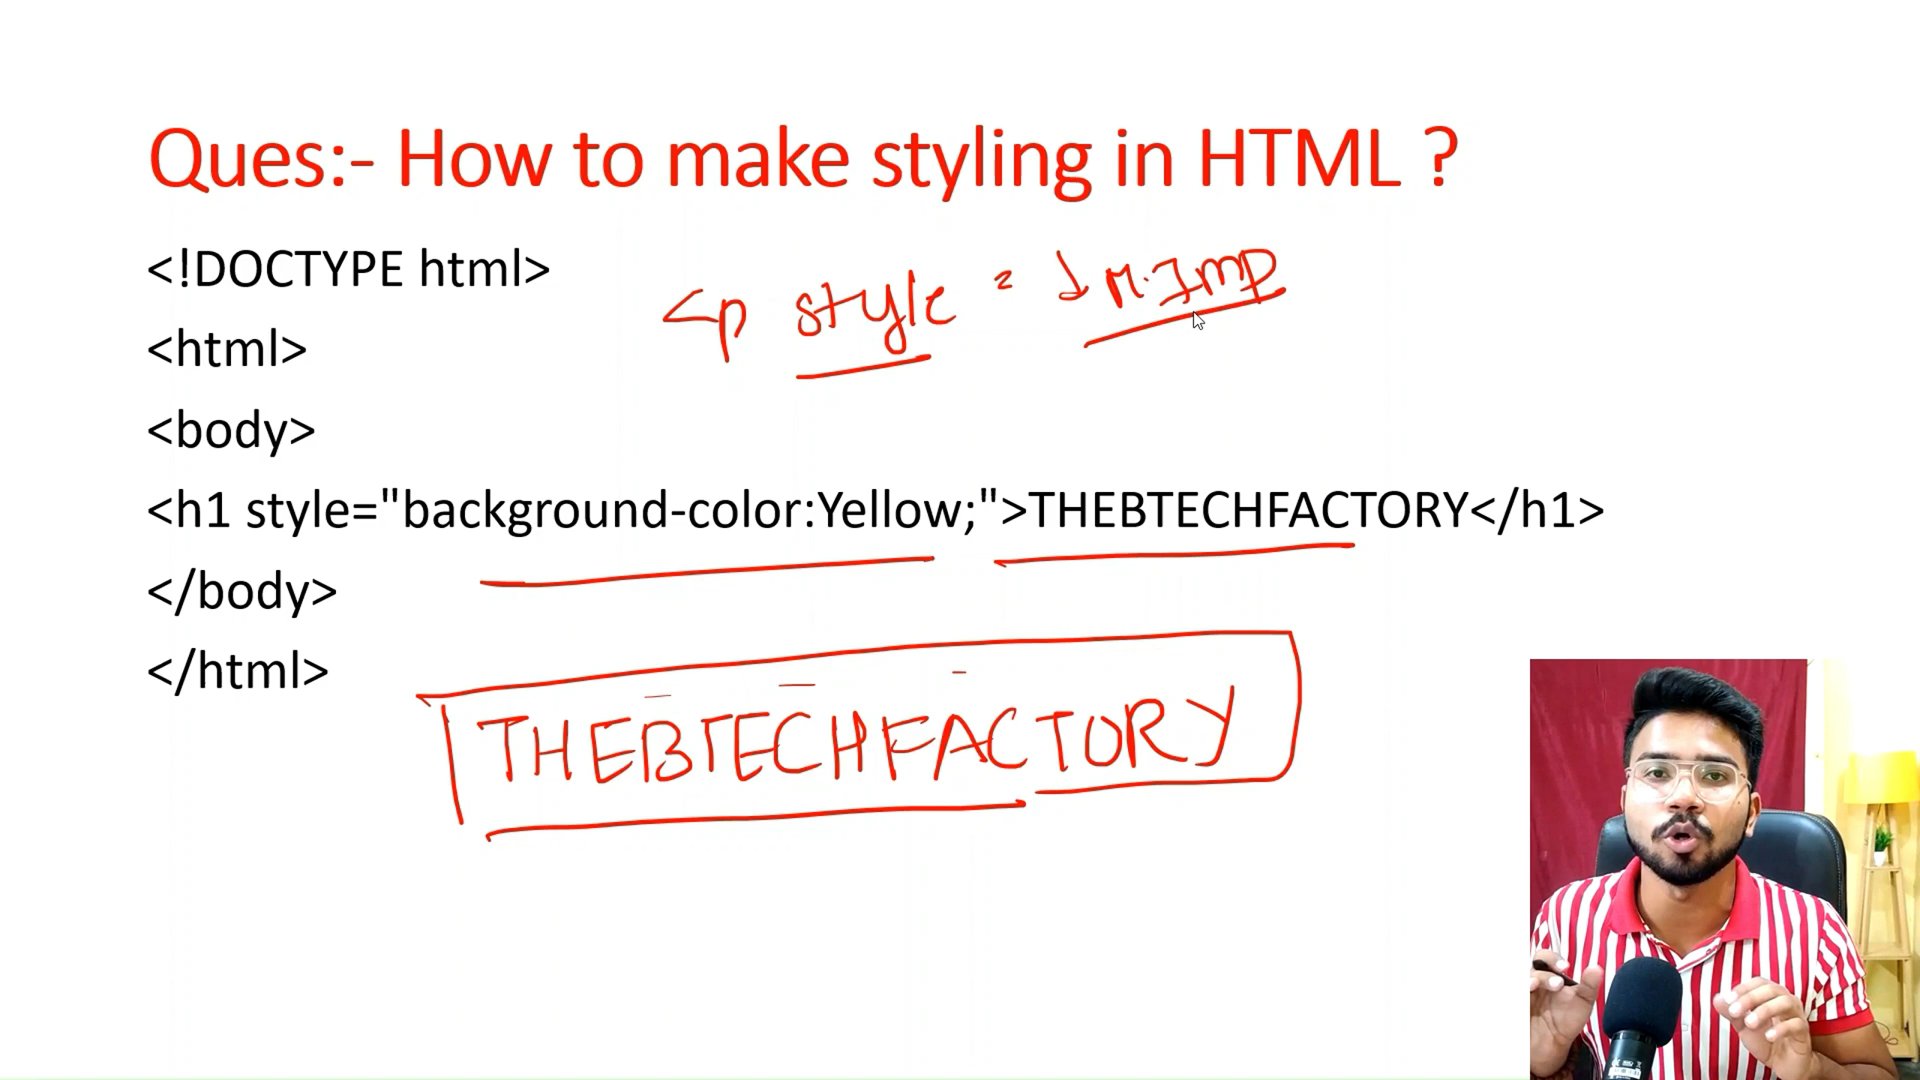 Ques:- How to make styling in HTML ?
<!DOCTYPE html>
<p style = M.Imp
<html>
<body>
<h1 style="background-color:Yellow;">THEBTECHFACTORY</h1>
</body>
</html>
THEBTECHFACTORY